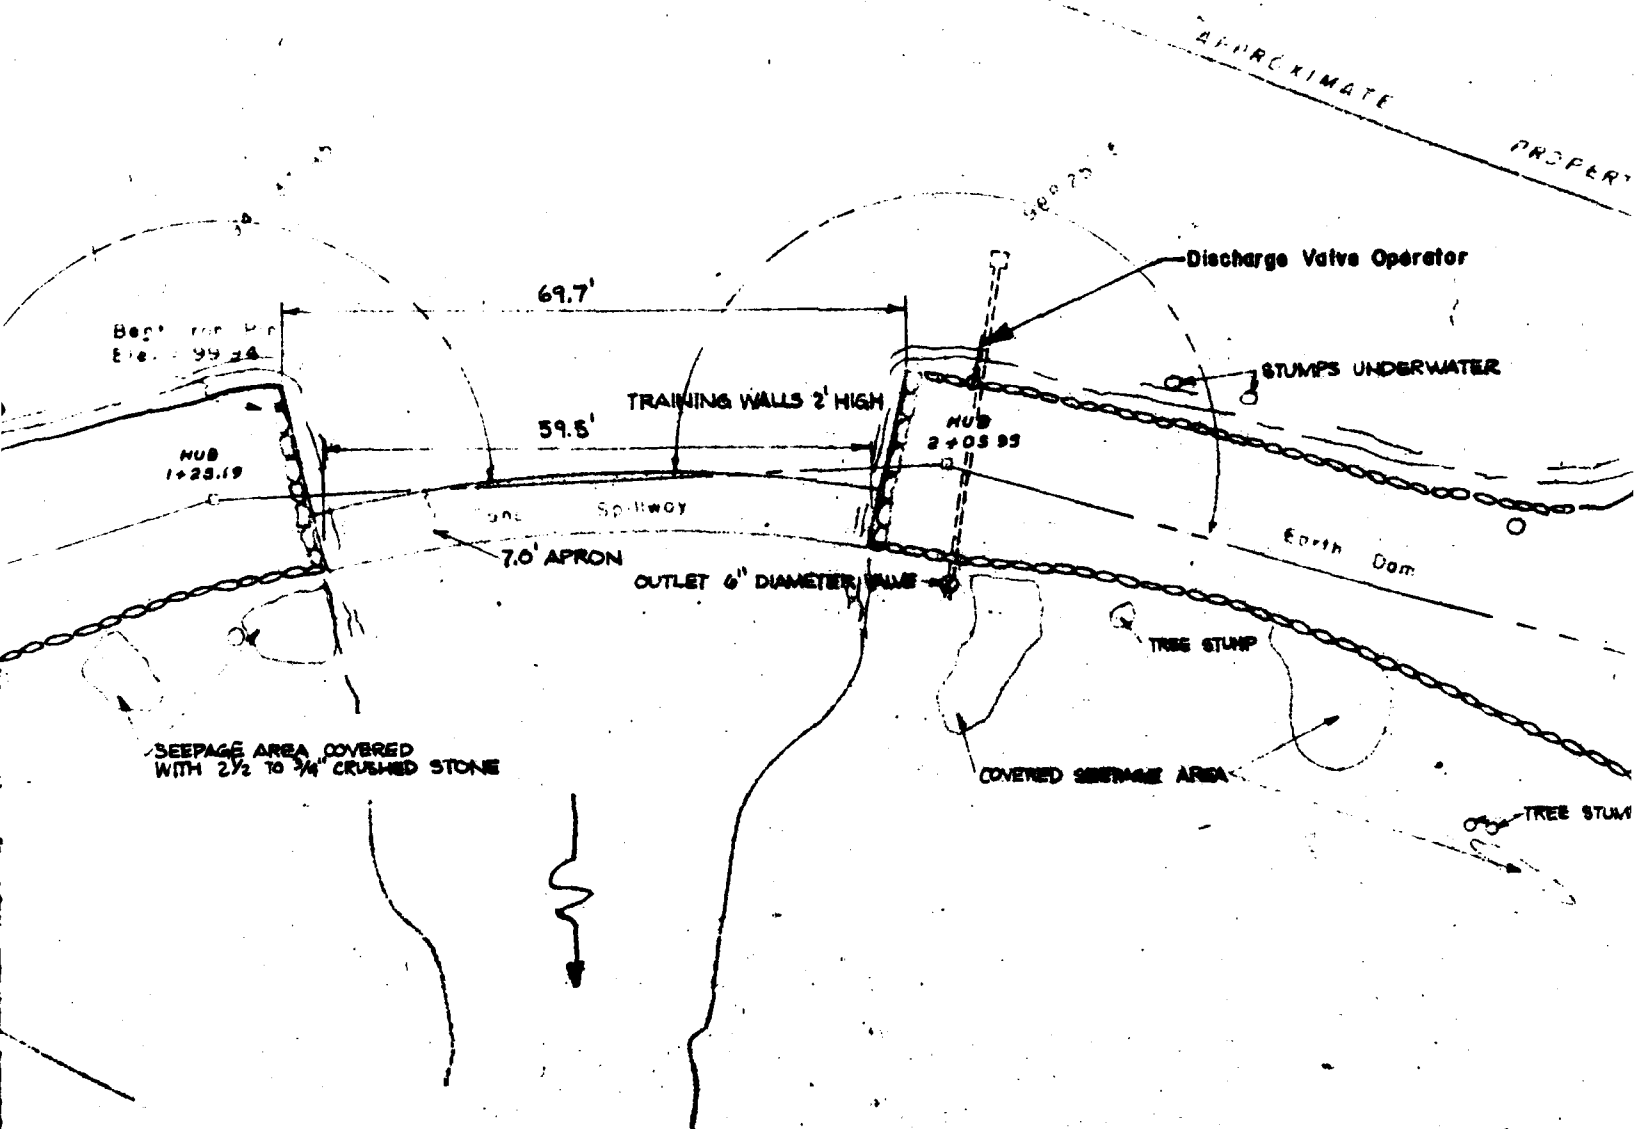 APPROXIMATE
PROPERT
Discharge Valve Operator
69.7'
99.94
STUMPS UNDERWATER
TRAINING WALLS 2' HIGH
59.5'
HUB
2+05.95
HUB
1+25.19
Spillway
7.0' APRON
Earth Dam
OUTLET 6" DIAMETER VALVE
TREE STUMP
SEEPAGE AREA COVERED
WITH 2½ TO ¾" CRUSHED STONE
COVERED SEEPAGE AREA
TREE STUM